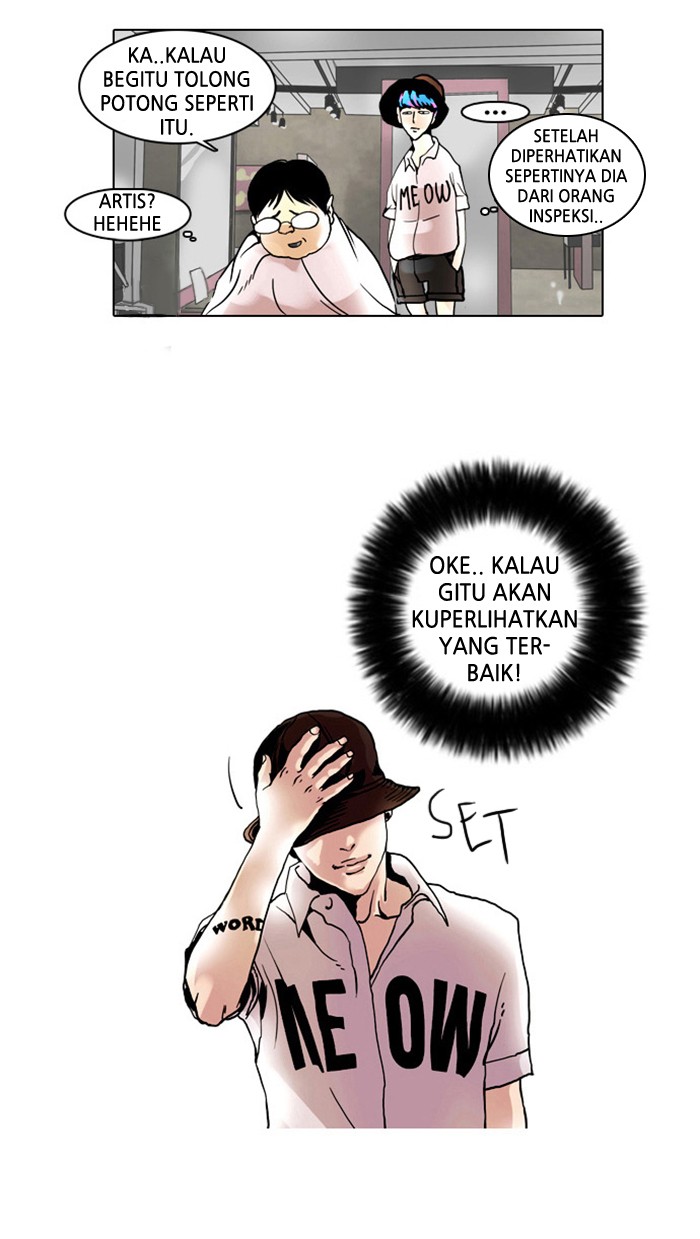 KA..KALAU
BEGITU TOLONG
POTONG SEPERTI
ITU.
ARTIS?
HEHEHE
...
SETELAH
DIPERHATIKAN
SEPERTINYA DIA
DARI ORANG
INSPEKSI..
ME OW
OKE.. KALAU
GITU AKAN
KUPERLIHATKAN
YANG TER-
BAIK!
SET
WORD
ME OW